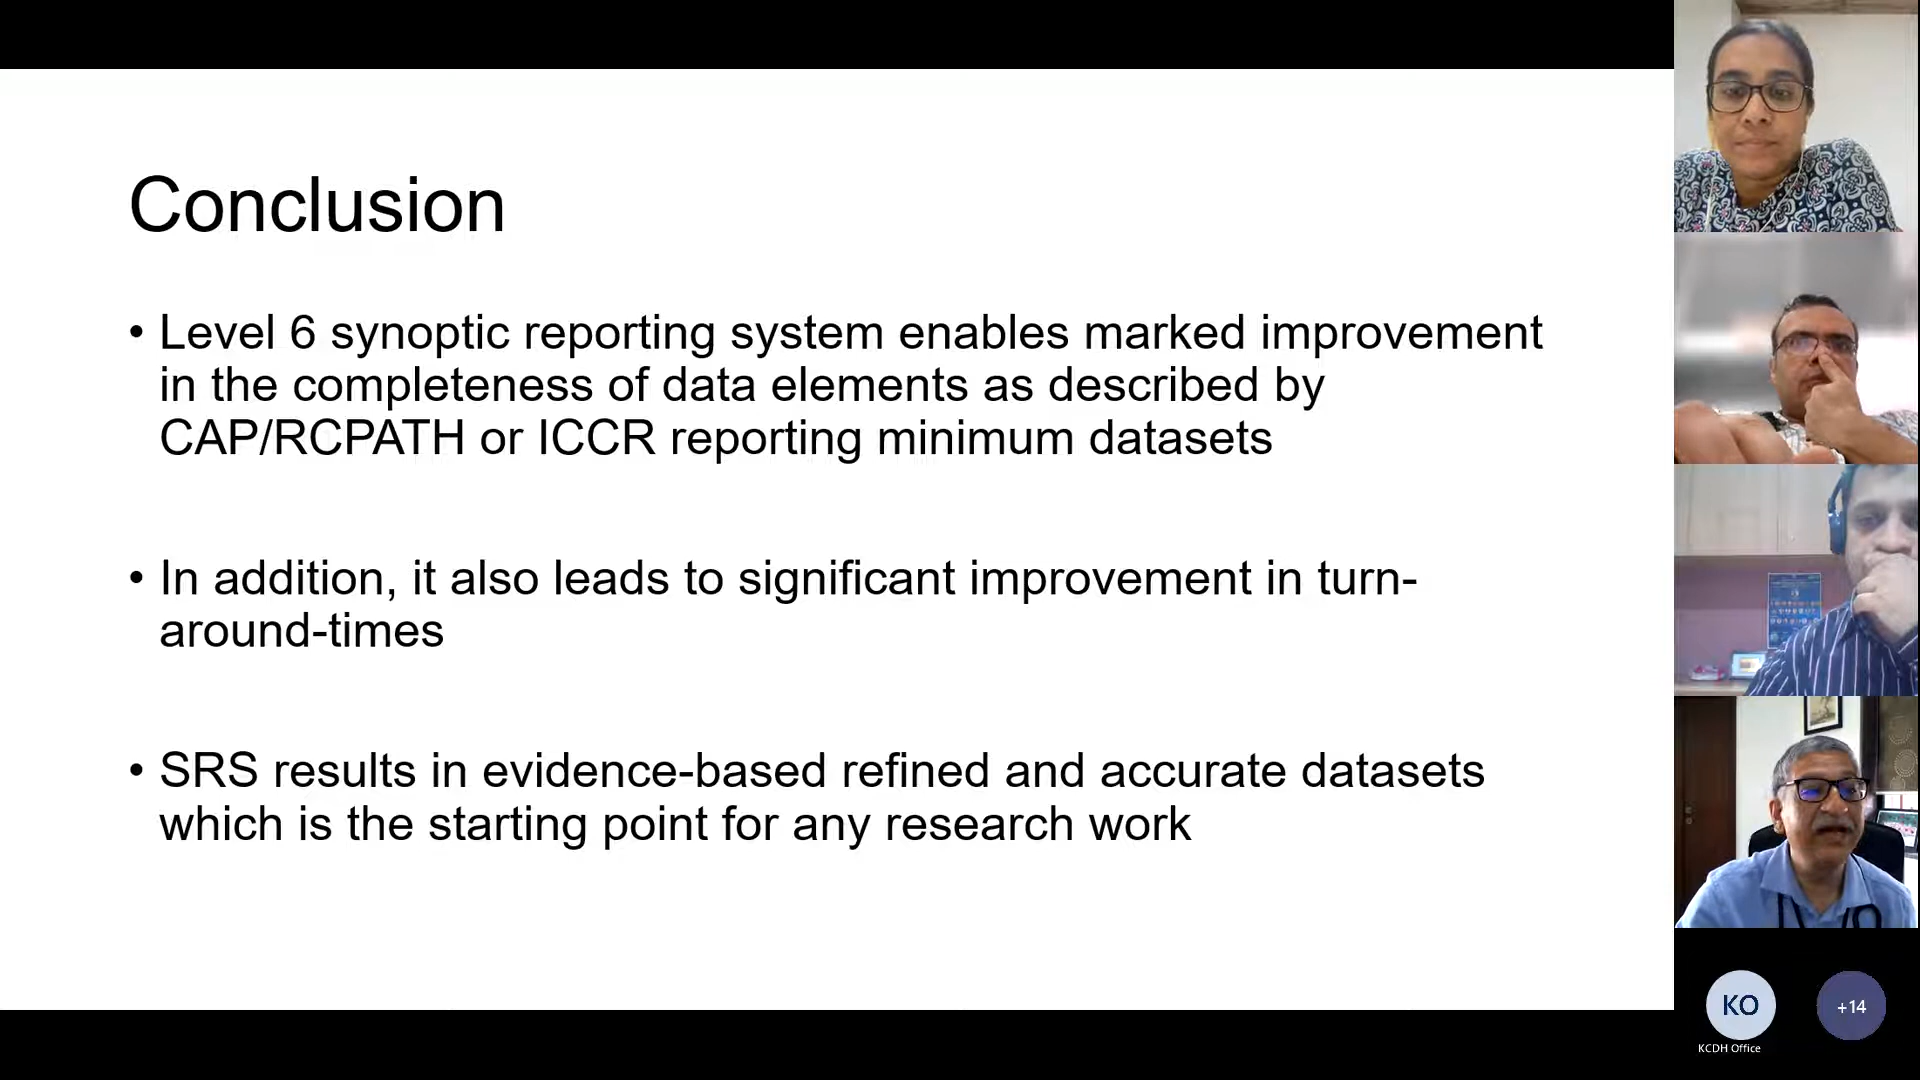 Conclusion
• Level 6 synoptic reporting system enables marked improvement
in the completeness of data elements as described by
CAP/RCPATH or ICCR reporting minimum datasets
• In addition, it also leads to significant improvement in turn-
around-times
• SRS results in evidence-based refined and accurate datasets
which is the starting point for any research work
KO
+14
KCDH Office